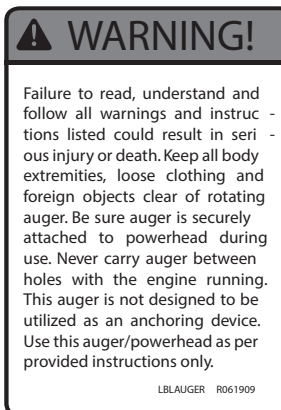 WARNING!
Failure to read, understand and
follow all warnings and instruc -
tions listed could result in seri -
ous injury or death. Keep all body
extremities, loose clothing and
foreign objects clear of rotating
auger. Be sure auger is securely
attached to powerhead during
use. Never carry auger between
holes with the engine running.
This auger is not designed to be
utilized as an anchoring device.
Use this auger/powerhead as per
provided instructions only.
LBLAUGER R061909